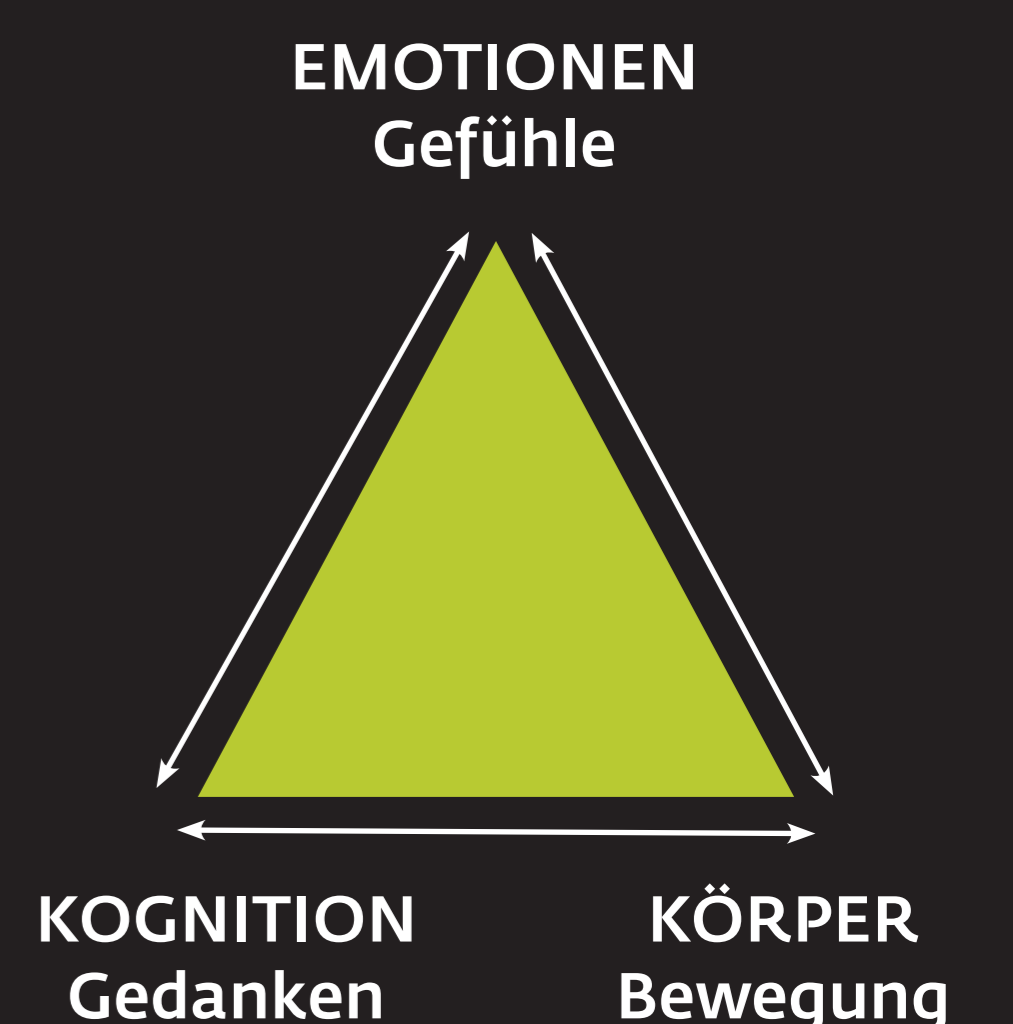 EMOTIONEN
Gefühle
KOGNITION
Gedanken
KÖRPER
Bewegung